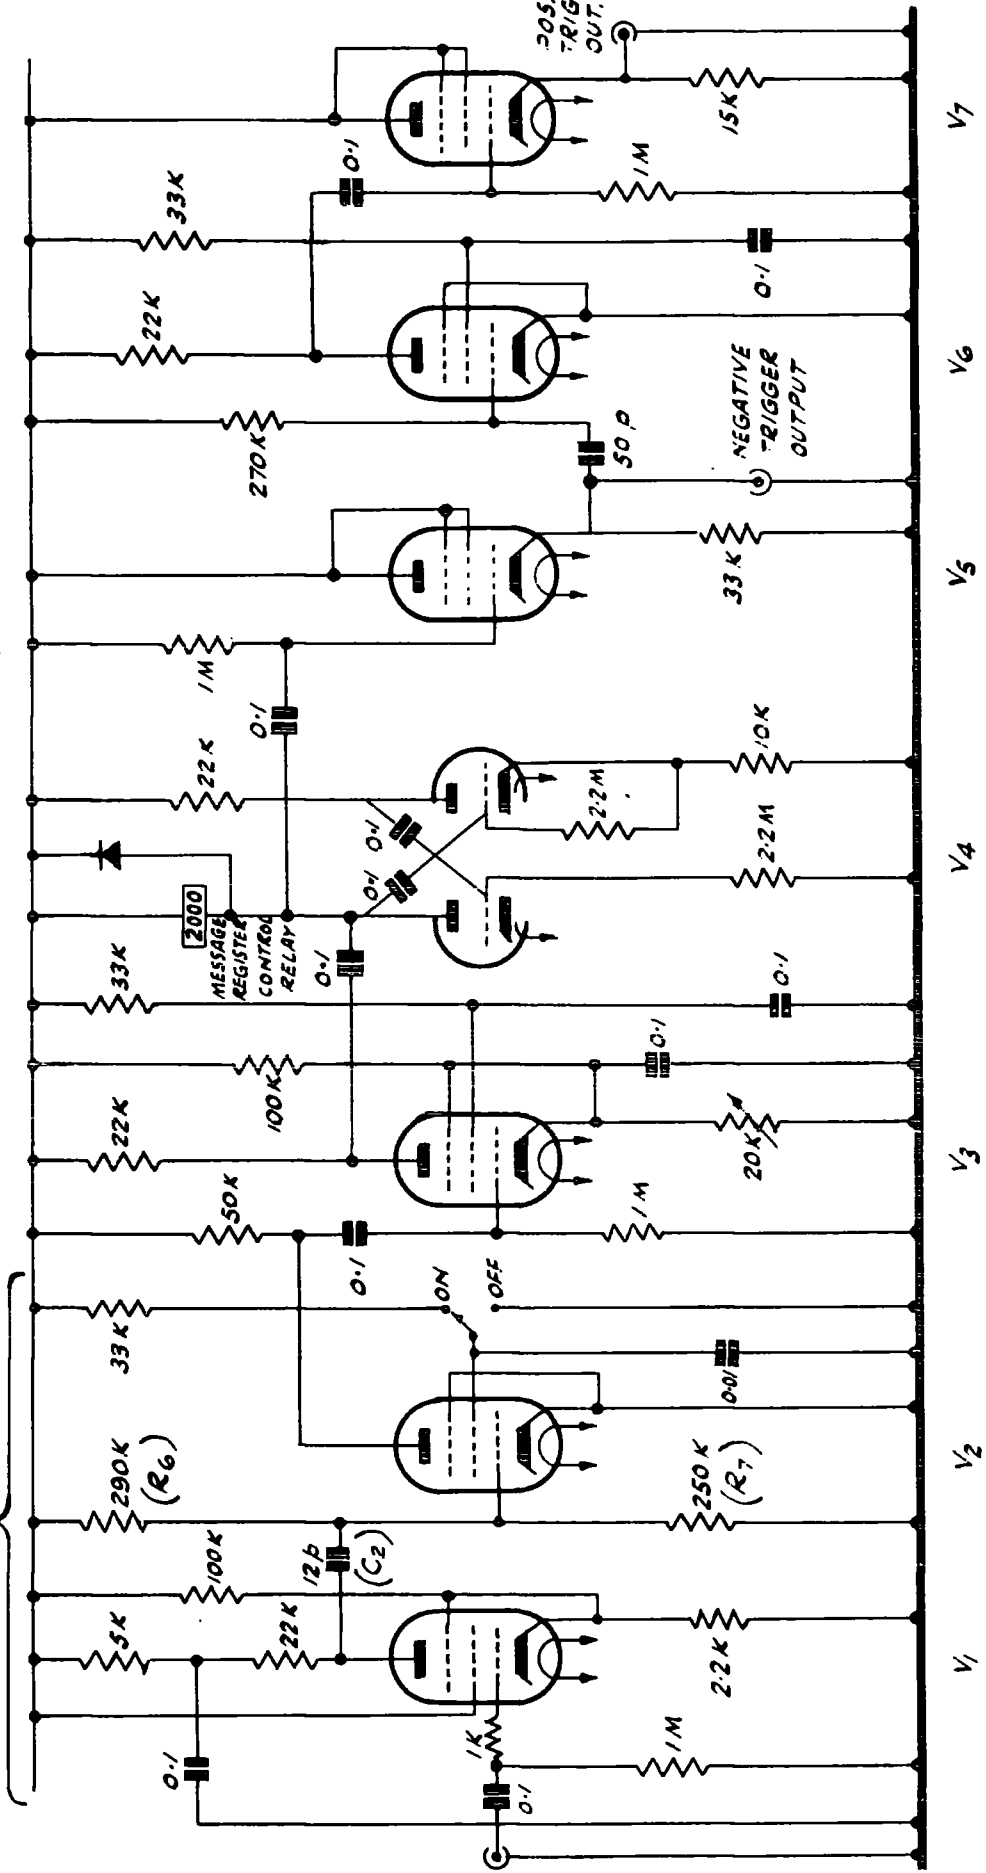 0.1
5K
100K
22K
12p
(C2)
1K
0.1
1M
2.2K
V1
290K
(R6)
250K
(R7)
0.01
V2
33K
ON
OFF
50K
0.1
1M
22K
100K
33K
20K
0.1
0.1
V3
2000
MESSAGE
REGISTER
CONTROL
RELAY
0.1
0.1
0.1
22K
2.2M
2.2M
10K
V4
0.1
1M
33K
V5
270K
50p
NEGATIVE
TRIGGER
OUTPUT
22K
33K
0.1
V6
0.1
1M
15K
POS.
TRIG
OUT.
V7